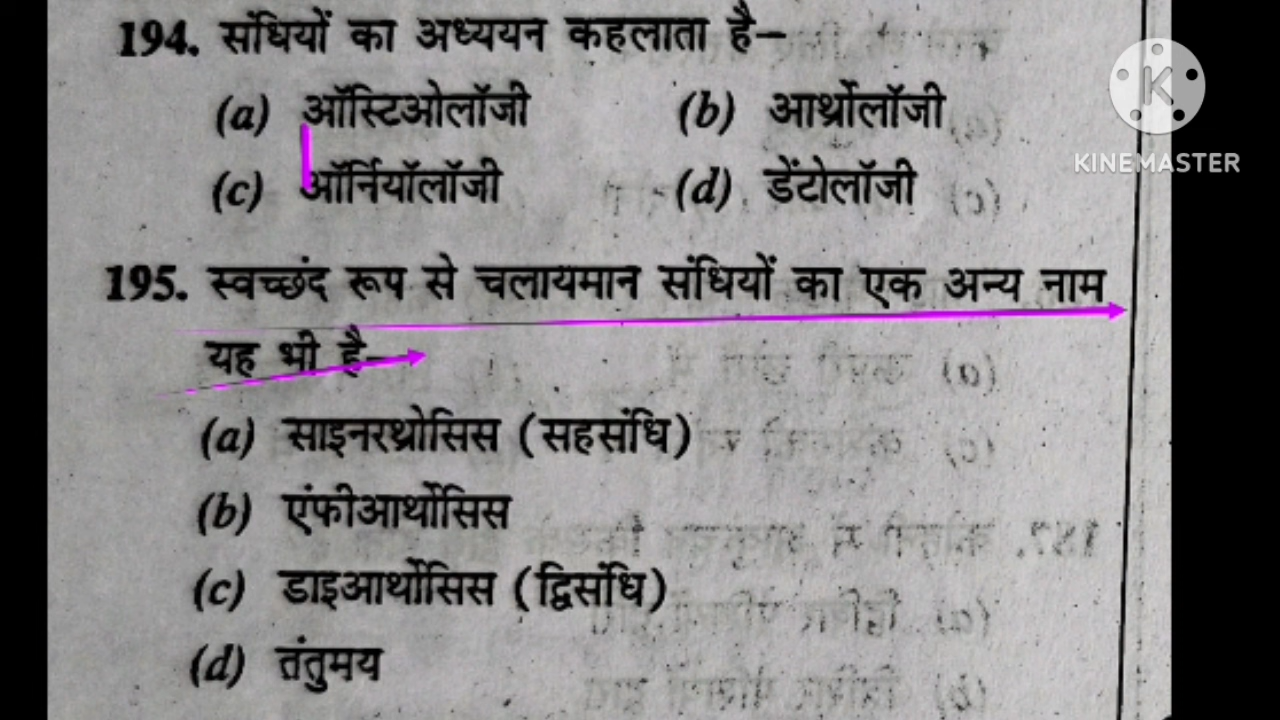 194. संधियों का अध्ययन कहलाता है–
(a) ऑस्टिओलॉजी (b) आर्थ्रोलॉजी
(c) ऑर्नियॉलॉजी (d) डेंटोलॉजी
195. स्वच्छंद रूप से चलायमान संधियों का एक अन्य नाम
यह भी है–
(a) साइनरथ्रोसिस (सहसंधि)
(b) एंफीआर्थोसिस
(c) डाइआर्थोसिस (द्विसंधि)
(d) तंतुमय
K
KINEMASTER